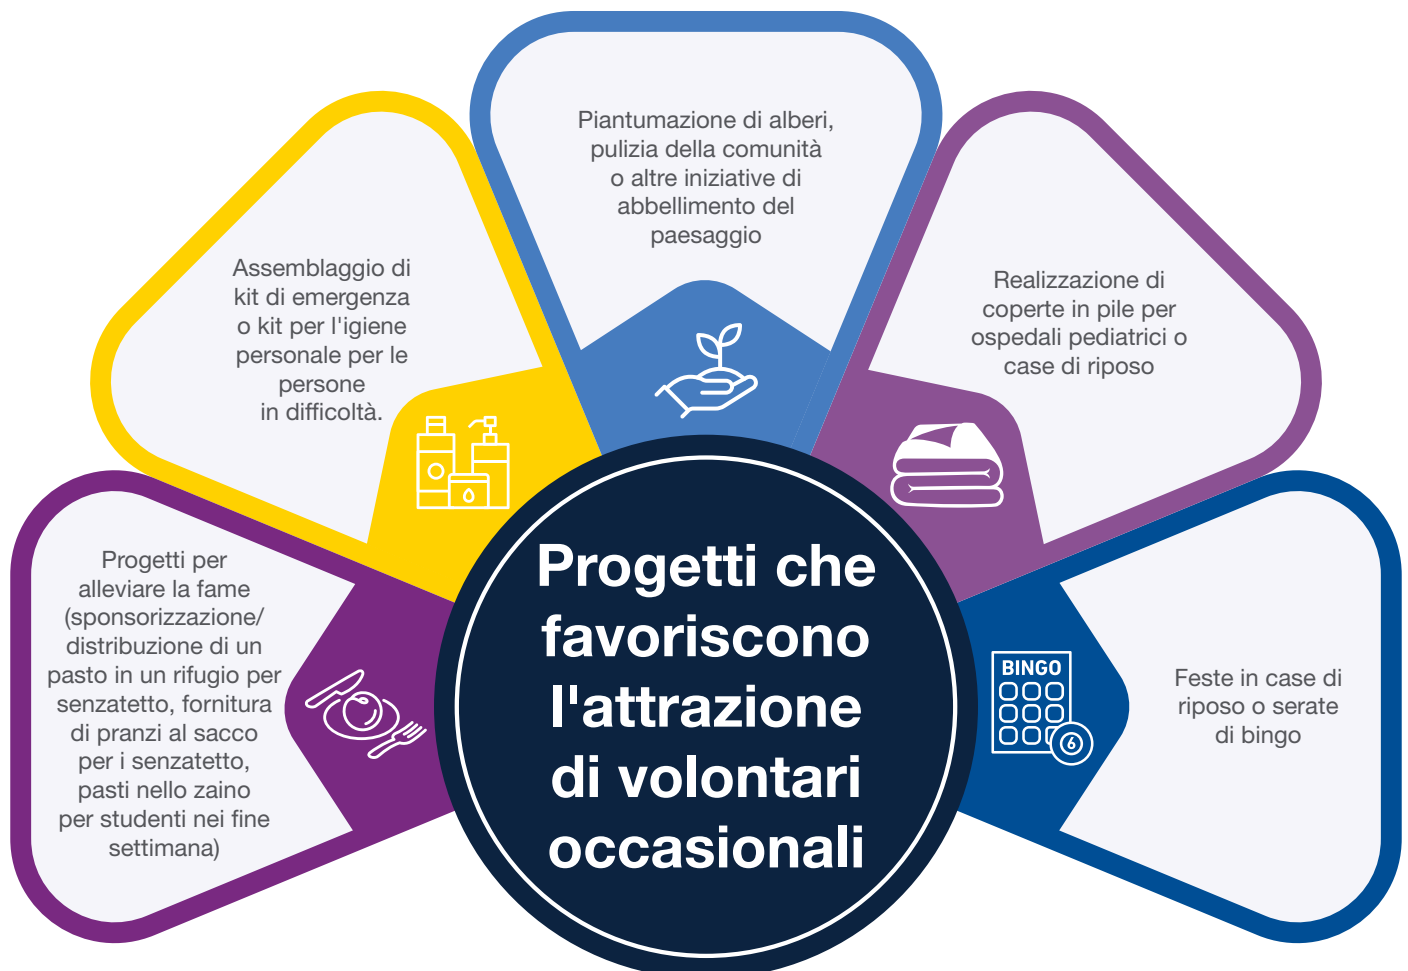 Piantumazione di alberi,
pulizia della comunità
o altre iniziative di
abbellimento del
paesaggio
Assemblaggio di
kit di emergenza
o kit per l'igiene
personale per le
persone
in difficoltà.
Realizzazione di
coperte in pile per
ospedali pediatrici o
case di riposo
Progetti per
alleviare la fame
(sponsorizzazione/
distribuzione di un
pasto in un rifugio per
senzatetto, fornitura
di pranzi al sacco
per i senzatetto,
pasti nello zaino
per studenti nei fine
settimana)
Progetti che
favoriscono
l'attrazione
di volontari
occasionali
BINGO
6
Feste in case di
riposo o serate
di bingo